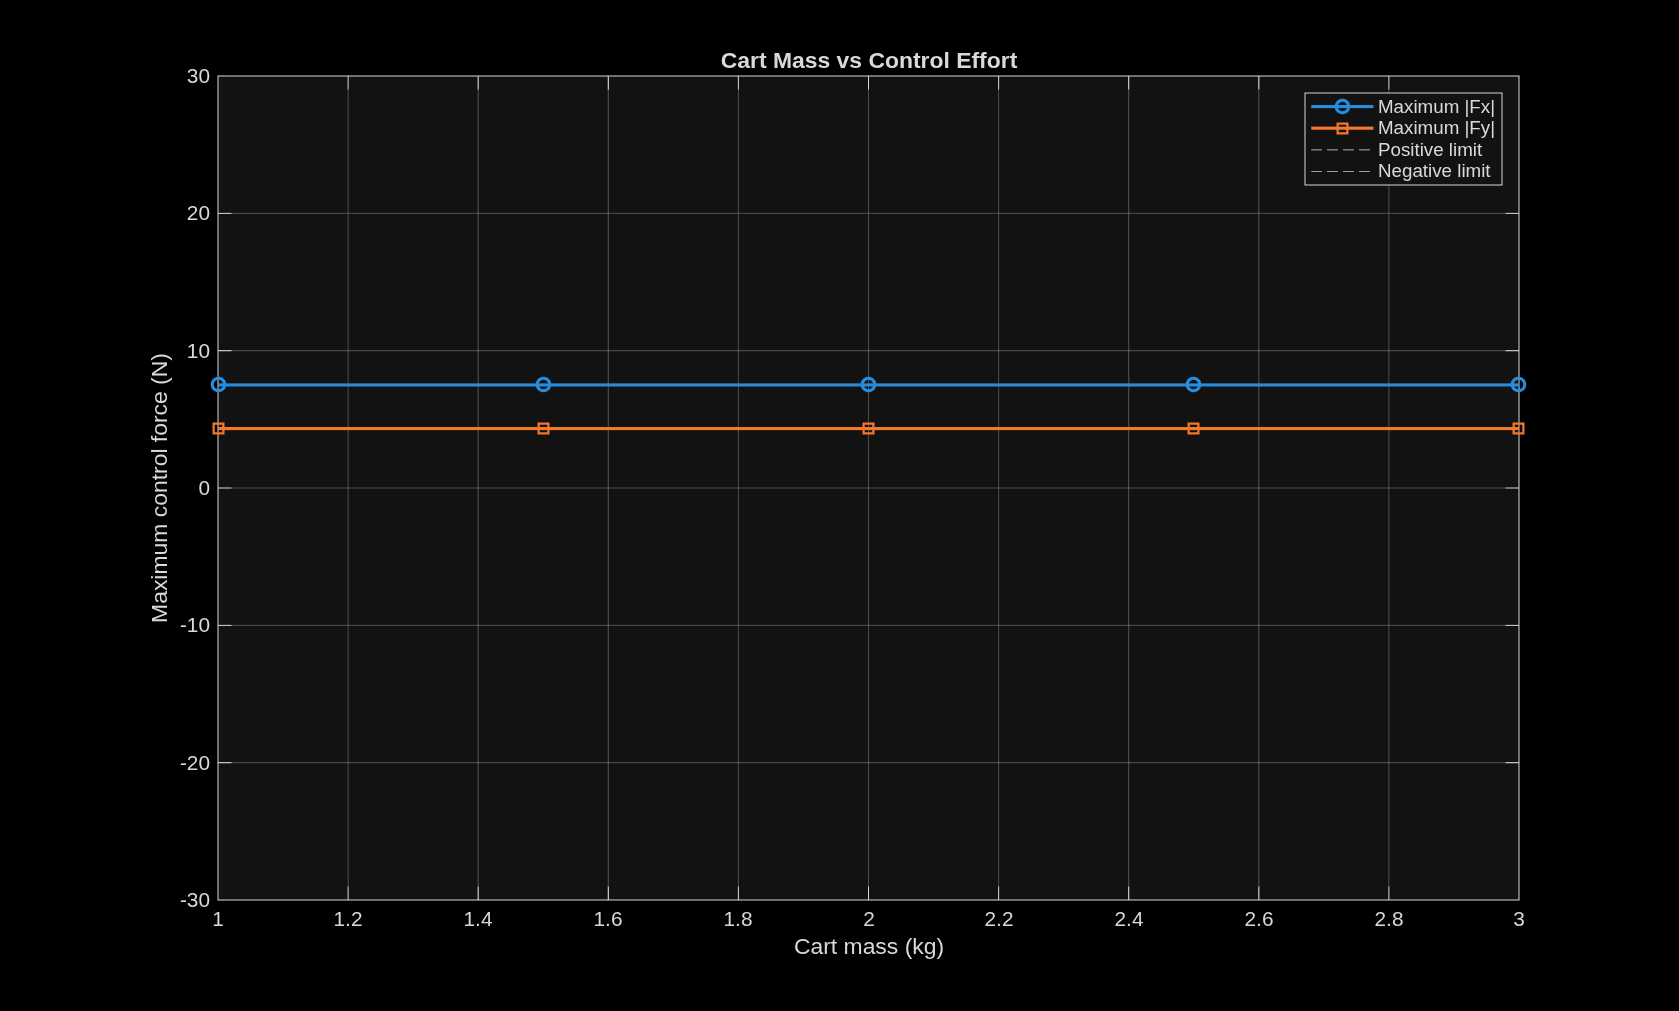 Cart Mass vs Control Effort
Maximum |Fx|
Maximum |Fy|
Positive limit
Negative limit
Maximum control force (N)
30
20
10
0
-10
-20
-30
1 1.2 1.4 1.6 1.8 2 2.2 2.4 2.6 2.8 3
Cart mass (kg)